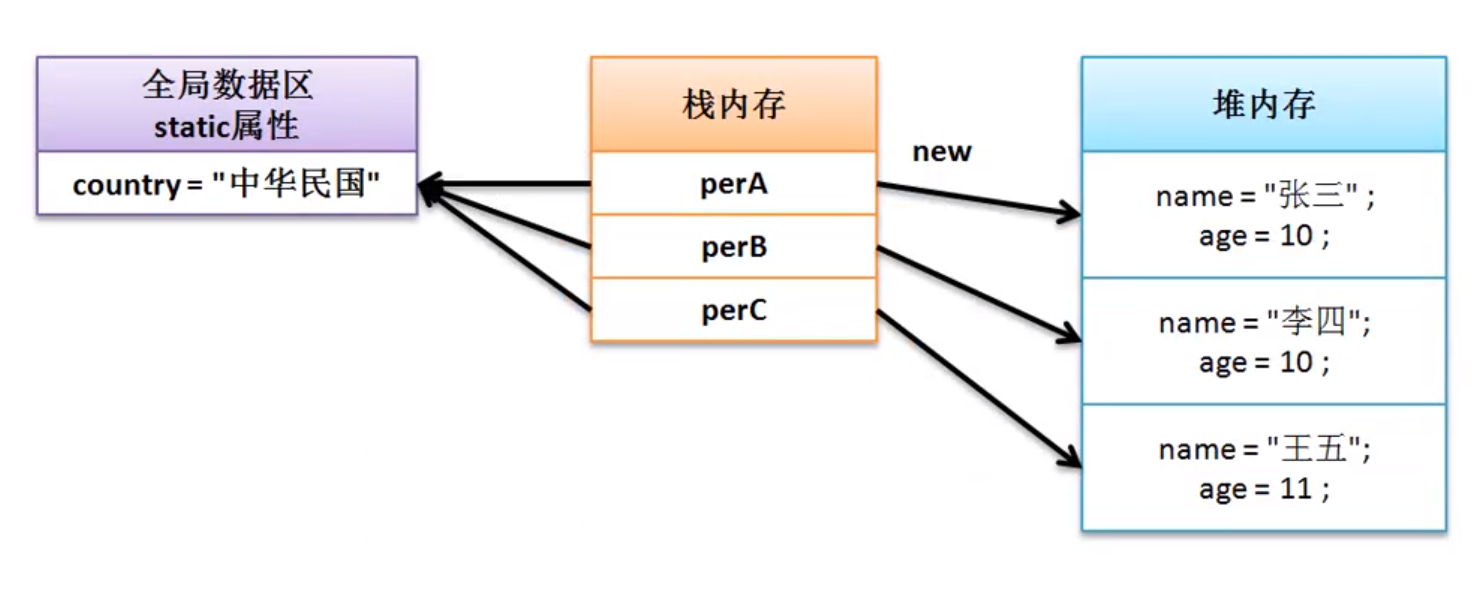 全局数据区
static属性
country = "中华民国"
栈内存
perA
perB
perC
new
堆内存
name = "张三" ;
age = 10 ;
name = "李四";
age = 10 ;
name = "王五";
age = 11 ;